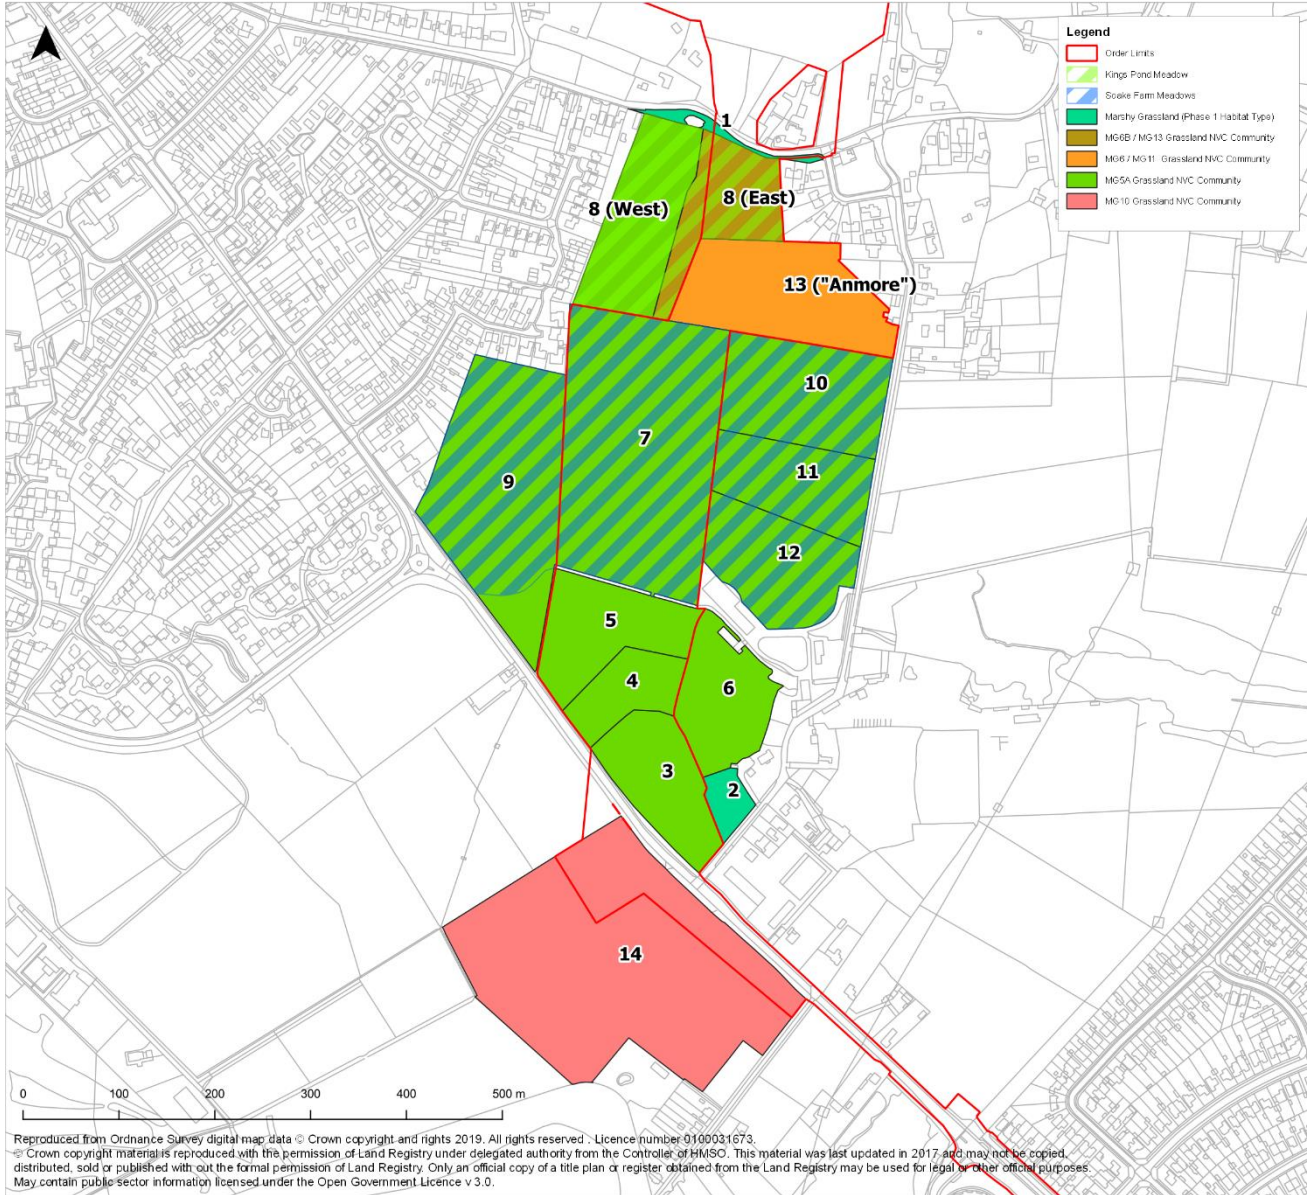 Legend
Order Limits
Kings Pond Meadow
Soake Farm Meadows
Marshy Grassland (Phase 1 Habitat Type)
MG6B / MG13 Grassland NVC Community
MG6 / MG11 Grassland NVC Community
MG5A Grassland NVC Community
MG10 Grassland NVC Community
1
8 (West)
8 (East)
13 ("Anmore")
10
7
11
9
12
5
4
6
3
2
14
0 100 200 300 400 500 m
Reproduced from Ordnance Survey digital map data © Crown copyright and rights 2019. All rights reserved . Licence number 0100031673.
© Crown copyright material is reproduced with the permission of Land Registry under delegated authority from the Controller of HMSO. This material was last updated in 2017 and may not be copied,
distributed, sold or published with out the formal permission of Land Registry. Only an official copy of a title plan or register obtained from the Land Registry may be used for legal or other official purposes.
May contain public sector information licensed under the Open Government Licence v 3.0.